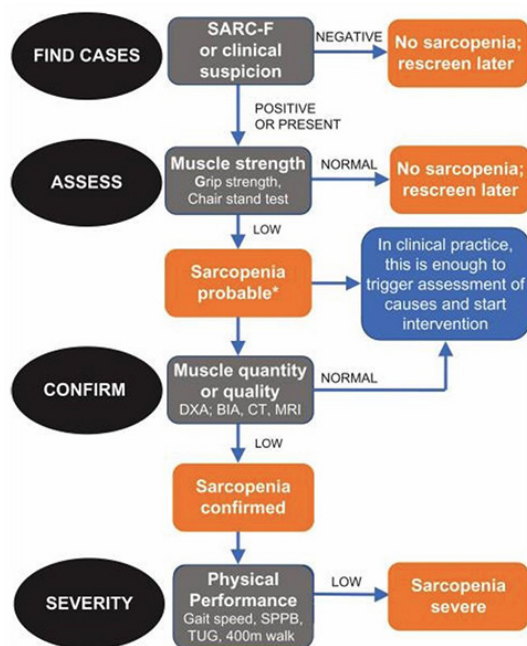 FIND CASES
SARC-F
or clinical
suspicion
NEGATIVE
No sarcopenia;
rescreen later
POSITIVE
OR PRESENT
ASSESS
Muscle strength
Grip strength,
Chair stand test
NORMAL
No sarcopenia;
rescreen later
LOW
Sarcopenia
probable*
In clinical practice,
this is enough to
trigger assessment of
causes and start
intervention
CONFIRM
Muscle quantity
or quality
DXA; BIA, CT, MRI
NORMAL
LOW
Sarcopenia
confirmed
SEVERITY
Physical
Performance
Gait speed, SPPB,
TUG, 400m walk
LOW
Sarcopenia
severe